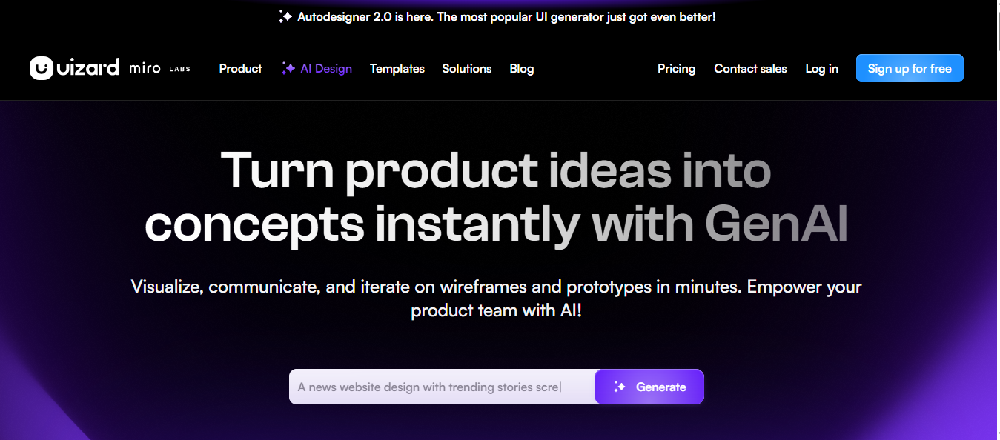 Autodesigner 2.0 is here. The most popular UI generator just got even better!
uizard miro | LABS Product AI Design Templates Solutions Blog Pricing Contact sales Log in Sign up for free
Turn product ideas into
concepts instantly with GenAI
Visualize, communicate, and iterate on wireframes and prototypes in minutes. Empower your
product team with AI!
A news website design with trending stories scre| Generate